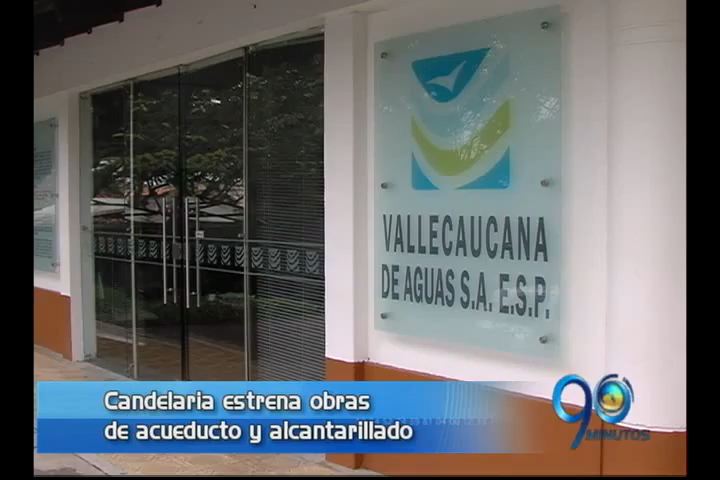 VALLECAUCANA
DE AGUAS S.A. E.S.P.
Candelaria estrena obras
de acueducto y alcantarillado
90
MINUTOS